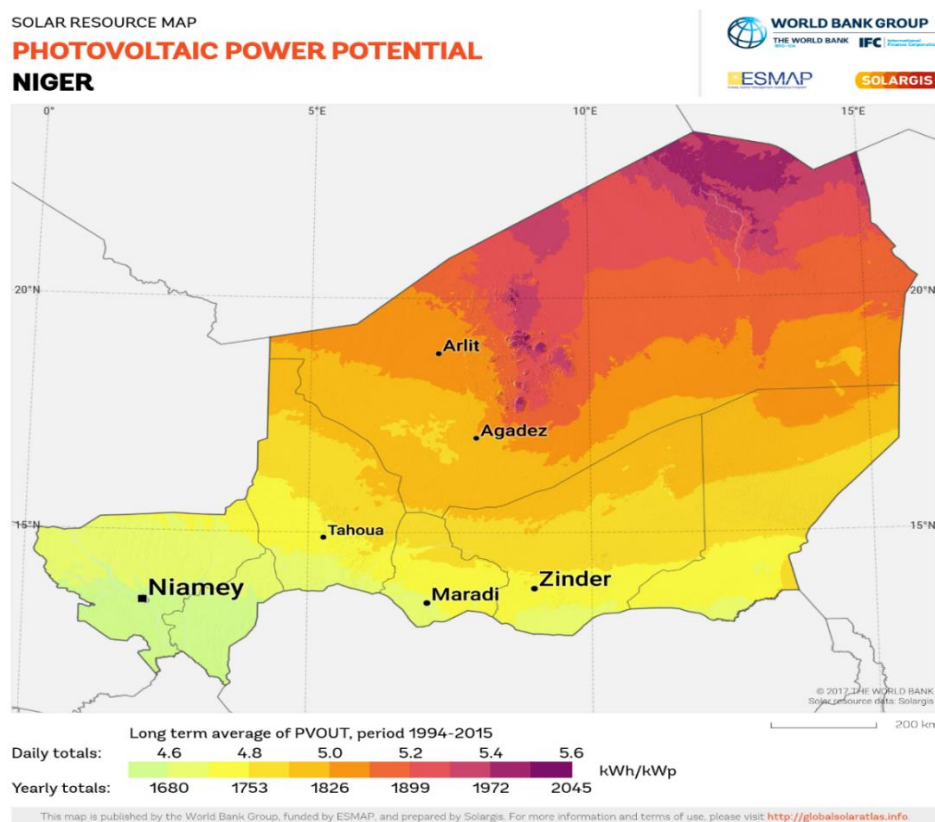 SOLAR RESOURCE MAP
PHOTOVOLTAIC POWER POTENTIAL
NIGER
WORLD BANK GROUP
THE WORLD BANK
IFC International
ESMAP
SOLARGIS
0° 5°E 10°E 15°E
20°N 20°N
Arlit
Agadez
15°N 15°N
Tahoua
Niamey
Zinder
Maradi
© 2017 THE WORLD BANK
Solar resource data: Solargis
200 km
Long term average of PVOUT, period 1994-2015
Daily totals: 4.6 4.8 5.0 5.2 5.4 5.6
kWh/kWp
Yearly totals: 1680 1753 1826 1899 1972 2045
This map is published by the World Bank Group, funded by ESMAP, and prepared by Solargis. For more information and terms of use, please visit http://globalsolaratlas.info.